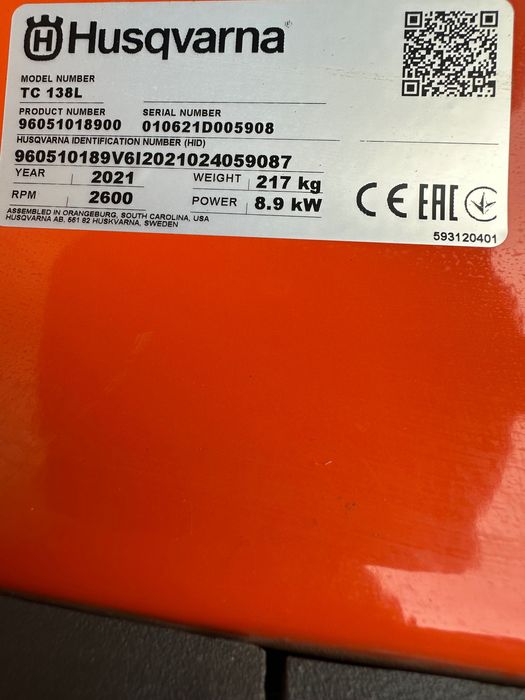 Husqvarna
MODEL NUMBER
TC 138L
PRODUCT NUMBER SERIAL NUMBER
96051018900 010621D005908
HUSQVARNA IDENTIFICATION NUMBER (HID)
960510189V6I2021024059087
YEAR 2021 WEIGHT 217 kg
RPM 2600 POWER 8.9 kW
CE EAC
ASSEMBLED IN ORANGEBURG, SOUTH CAROLINA, USA
HUSQVARNA AB, 561 82 HUSKVARNA, SWEDEN
593120401